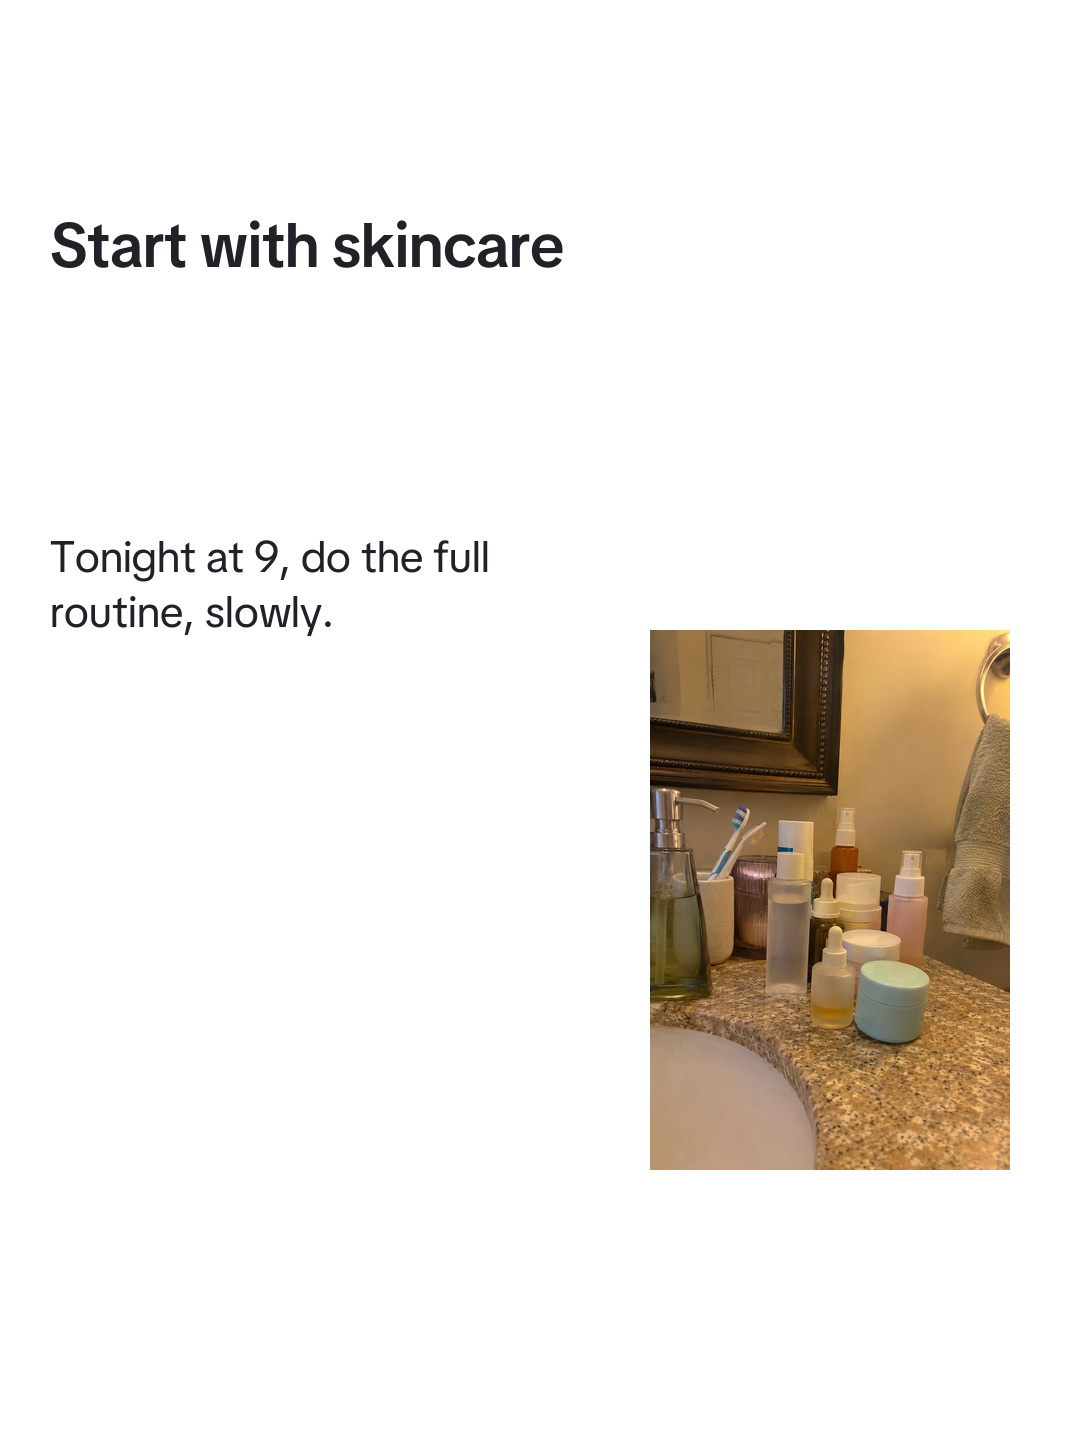 Start with skincare
Tonight at 9, do the full
routine, slowly.